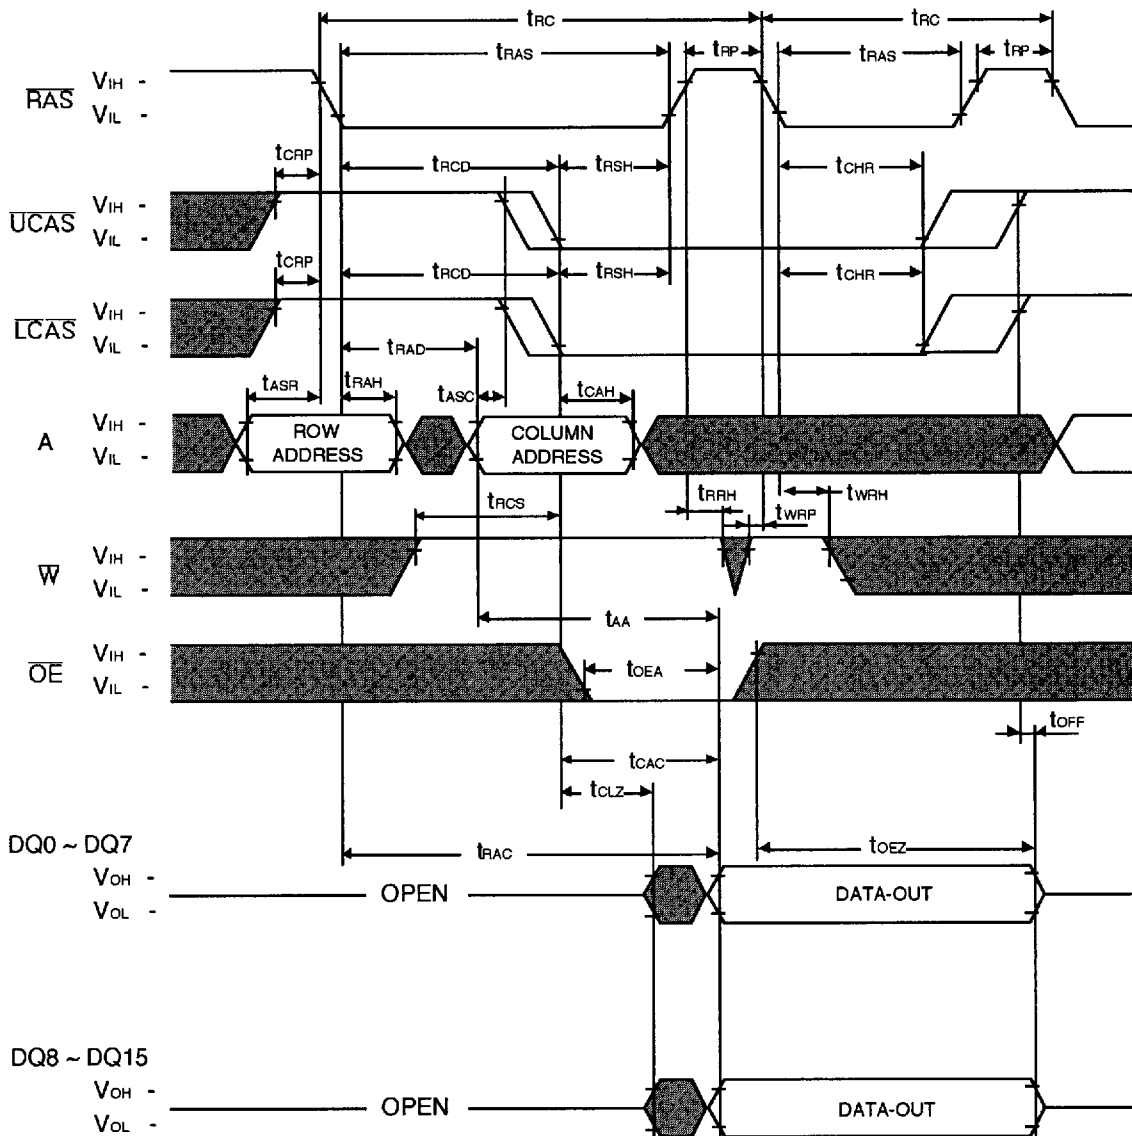 tRC tRC
tRAS tRP tRAS tRP
RAS VIH -
VIL -
tCRP tRCD tRSH tCHR
UCAS VIH -
VIL -
tCRP tRCD tRSH tCHR
LCAS VIH -
VIL -
tRAD
tASR tRAH tASC tCAH
A VIH -
VIL -
ROW
ADDRESS
COLUMN
ADDRESS
tRCS tRRH tWRP tWRH
W VIH -
VIL -
tAA
OE VIH -
VIL -
tOEA
tOFF
tCAC
tCLZ
DQ0 ~ DQ7
tRAC tOEZ
VOH -
VOL -
OPEN DATA-OUT
DQ8 ~ DQ15
VOH -
VOL -
OPEN DATA-OUT